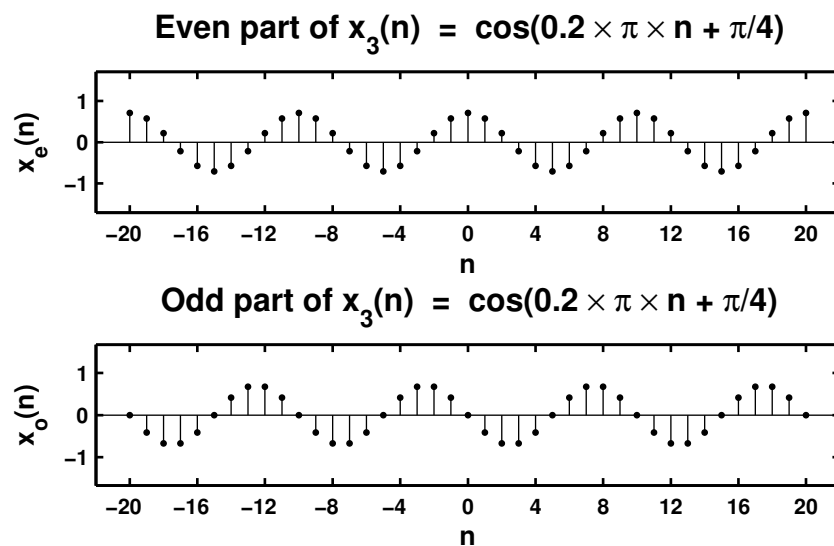 Even part of x₃(n) = cos(0.2 × π × n + π/4)
1
0
−1
xₑ(n)
−20 −16 −12 −8 −4 0 4 8 12 16 20
n
Odd part of x₃(n) = cos(0.2 × π × n + π/4)
1
0
−1
xₒ(n)
−20 −16 −12 −8 −4 0 4 8 12 16 20
n